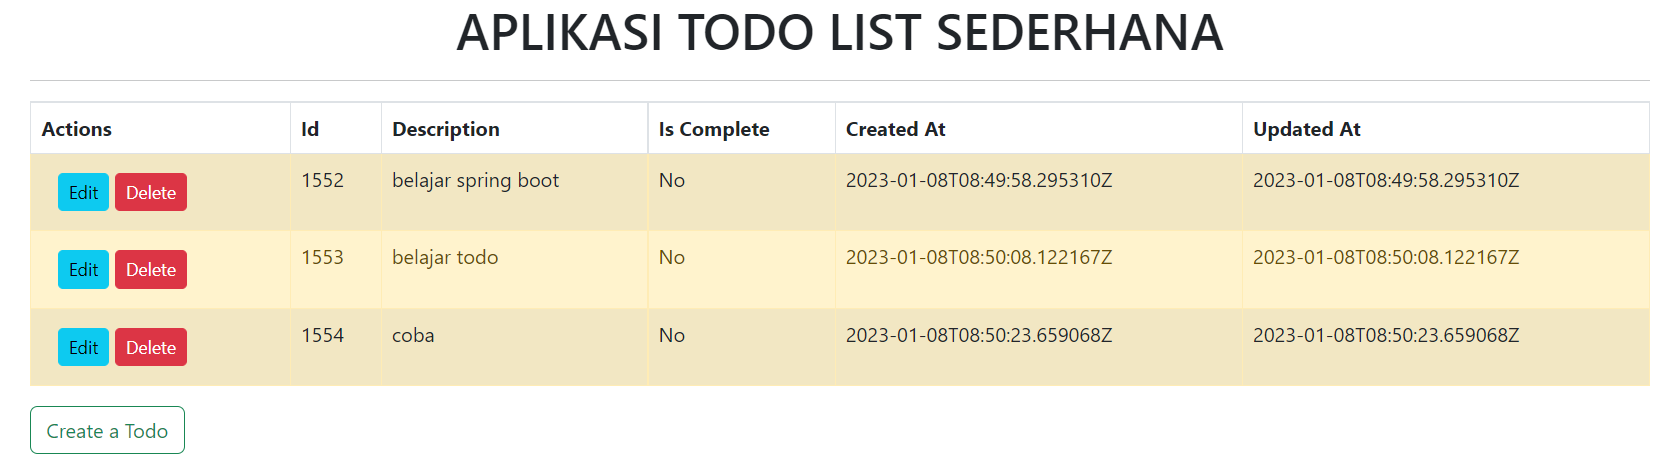 APLIKASI TODO LIST SEDERHANA
Actions Id Description Is Complete Created At Updated At
Edit Delete 1552 belajar spring boot No 2023-01-08T08:49:58.295310Z 2023-01-08T08:49:58.295310Z
Edit Delete 1553 belajar todo No 2023-01-08T08:50:08.122167Z 2023-01-08T08:50:08.122167Z
Edit Delete 1554 coba No 2023-01-08T08:50:23.659068Z 2023-01-08T08:50:23.659068Z
Create a Todo